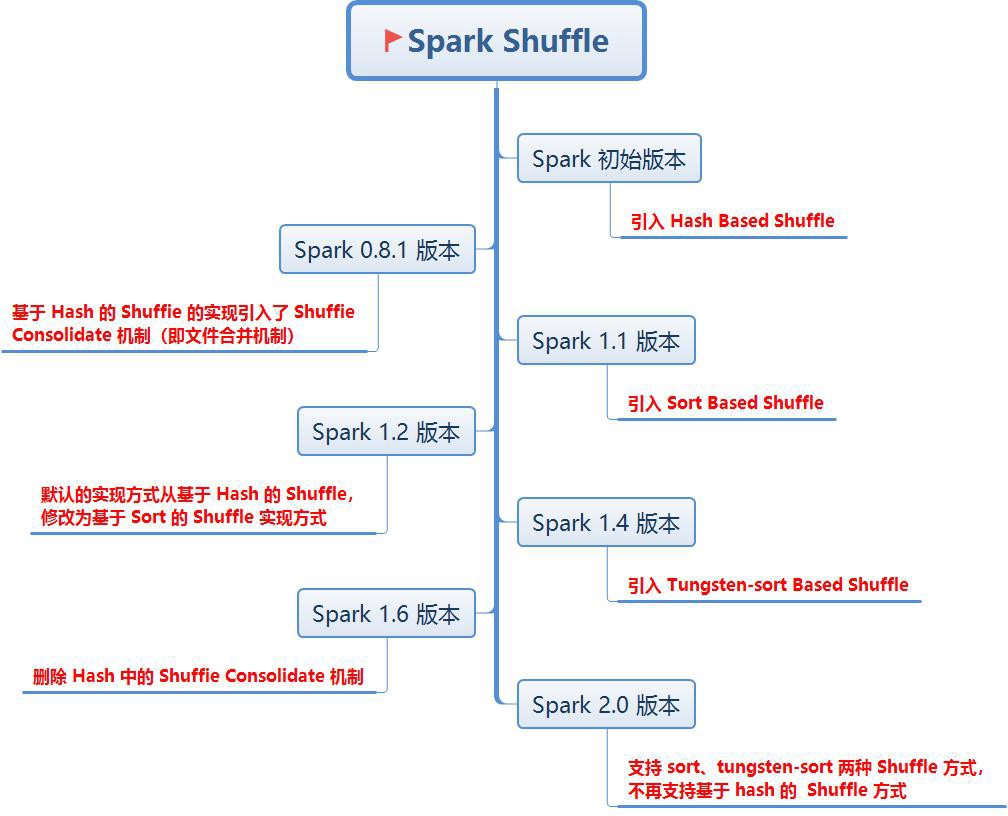 Spark Shuffle
Spark 初始版本
引入 Hash Based Shuffle
Spark 0.8.1 版本
基于 Hash 的 Shuffie 的实现引入了 Shuffie
Consolidate 机制（即文件合并机制）
Spark 1.1 版本
引入 Sort Based Shuffle
Spark 1.2 版本
默认的实现方式从基于 Hash 的 Shuffle，
修改为基于 Sort 的 Shuffle 实现方式
Spark 1.4 版本
引入 Tungsten-sort Based Shuffle
Spark 1.6 版本
删除 Hash 中的 Shuffie Consolidate 机制
Spark 2.0 版本
支持 sort、tungsten-sort 两种 Shuffle 方式，
不再支持基于 hash 的 Shuffle 方式